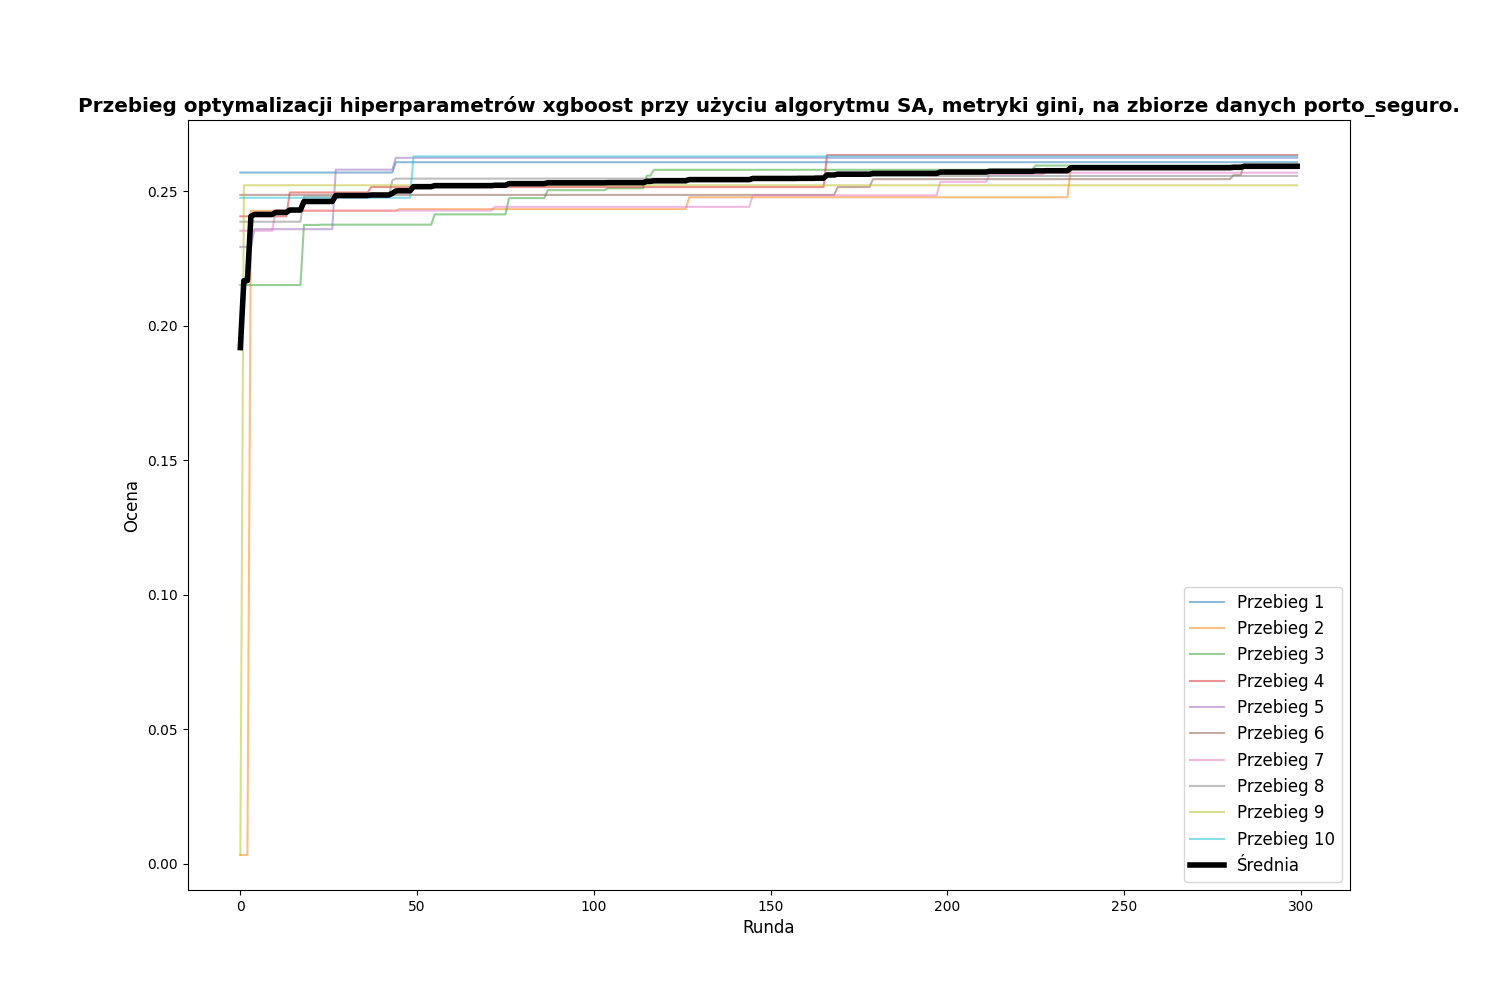 Przebieg optymalizacji hiperparametrów xgboost przy użyciu algorytmu SA, metryki gini, na zbiorze danych porto_seguro.
0.25
0.20
0.15
0.10
0.05
0.00
Ocena
0
50
100
150
200
250
300
Runda
Przebieg 1
Przebieg 2
Przebieg 3
Przebieg 4
Przebieg 5
Przebieg 6
Przebieg 7
Przebieg 8
Przebieg 9
Przebieg 10
Średnia